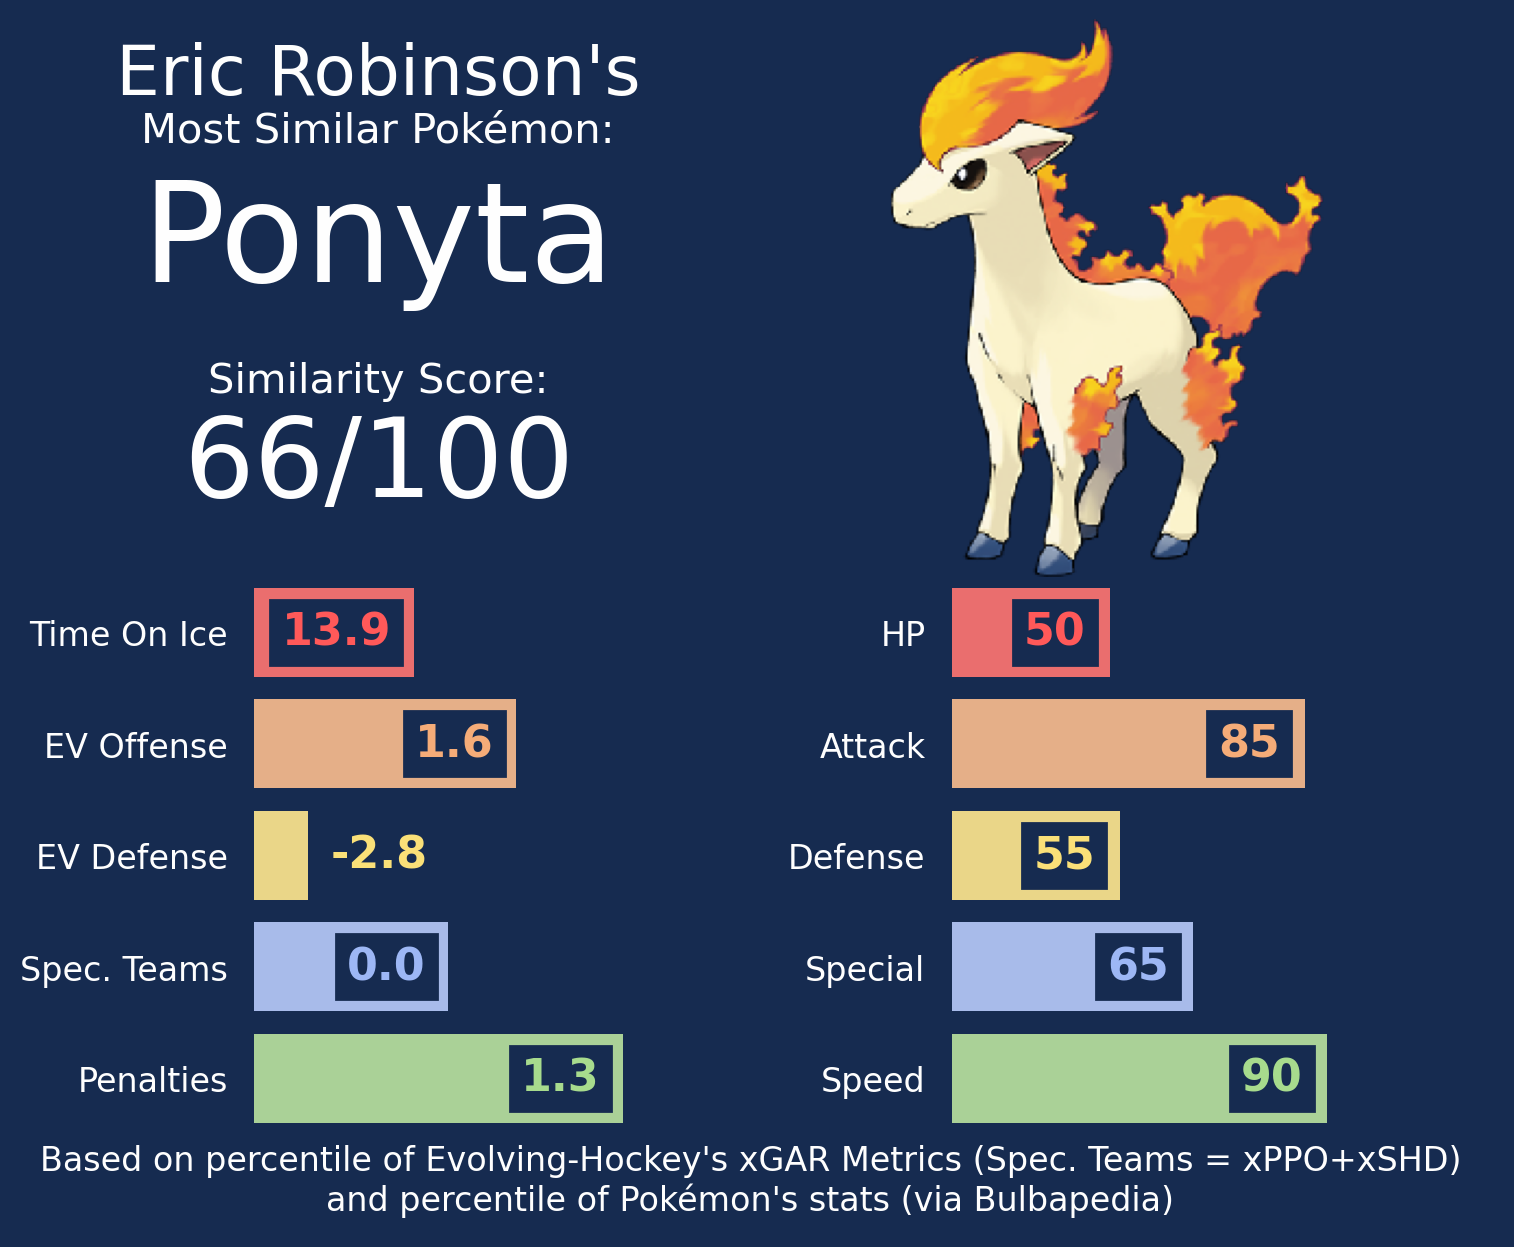 Eric Robinson's
Most Similar Pokémon:
Ponyta
Similarity Score:
66/100
Time On Ice 13.9
EV Offense 1.6
EV Defense -2.8
Spec. Teams 0.0
Penalties 1.3
HP 50
Attack 85
Defense 55
Special 65
Speed 90
Based on percentile of Evolving-Hockey's xGAR Metrics (Spec. Teams = xPPO+xSHD)
and percentile of Pokémon's stats (via Bulbapedia)